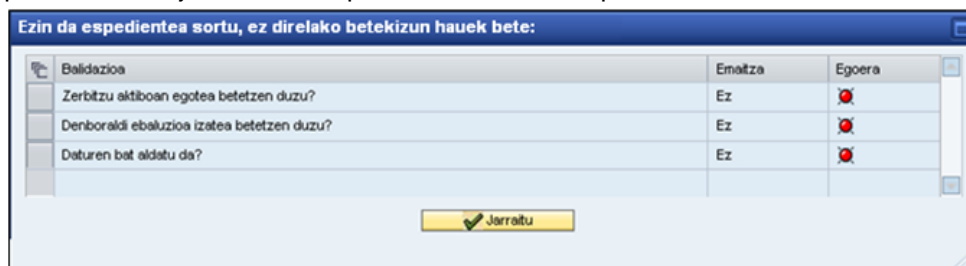 Ezin da espedientea sortu, ez direlako betekizun hauek bete:
Balidazioa Emaitza Egoera
Zerbitzu aktiboan egotea betetzen duzu? Ez
Denboraldi ebaluzioa izatea betetzen duzu? Ez
Daturen bat aldatu da? Ez
Jarraitu